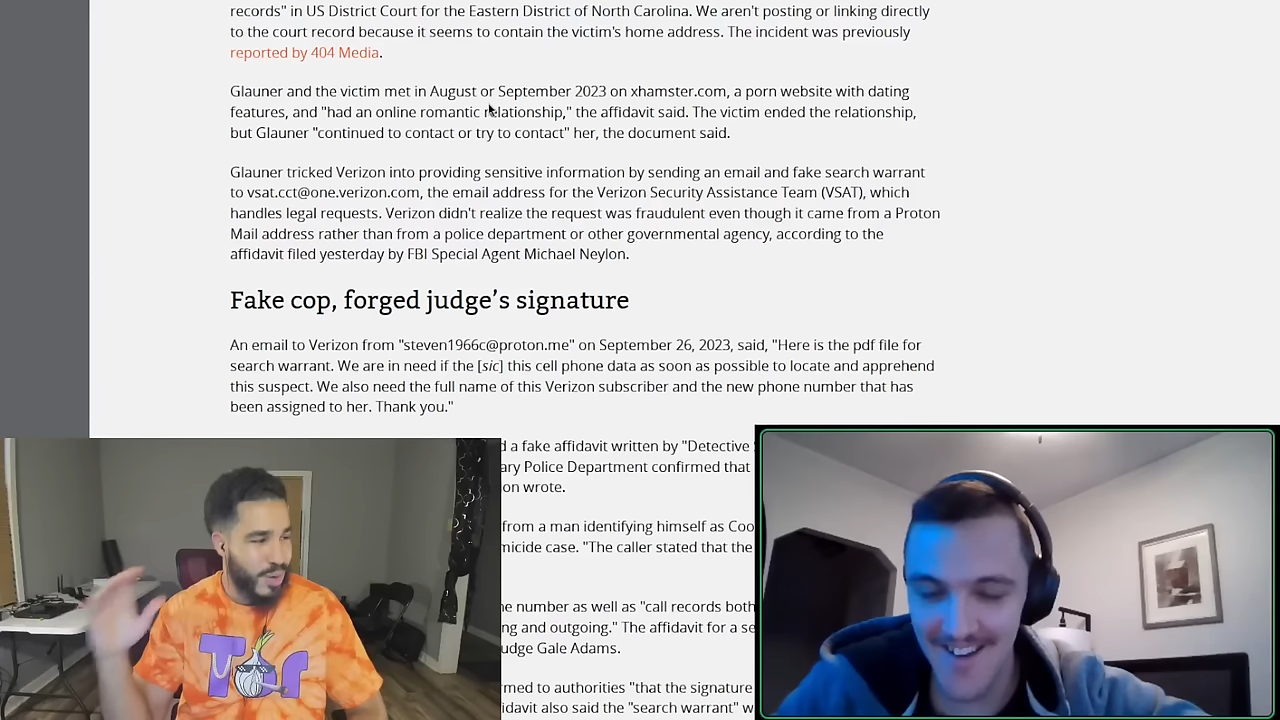 records" in US District Court for the Eastern District of North Carolina. We aren't posting or linking directly
to the court record because it seems to contain the victim's home address. The incident was previously
reported by 404 Media.
Glauner and the victim met in August or September 2023 on xhamster.com, a porn website with dating
features, and "had an online romantic relationship," the affidavit said. The victim ended the relationship,
but Glauner "continued to contact or try to contact" her, the document said.
Glauner tricked Verizon into providing sensitive information by sending an email and fake search warrant
to vsat.cct@one.verizon.com, the email address for the Verizon Security Assistance Team (VSAT), which
handles legal requests. Verizon didn't realize the request was fraudulent even though it came from a Proton
Mail address rather than from a police department or other governmental agency, according to the
affidavit filed yesterday by FBI Special Agent Michael Neylon.
Fake cop, forged judge’s signature
An email to Verizon from "steven1966c@proton.me" on September 26, 2023, said, "Here is the pdf file for
search warrant. We are in need if the [sic] this cell phone data as soon as possible to locate and apprehend
this suspect. We also need the full name of this Verizon subscriber and the new phone number that has
been assigned to her. Thank you."
d a fake affidavit written by "Detective
ary Police Department confirmed that
on wrote.
from a man identifying himself as Coo
micide case. "The caller stated that the
ne number as well as "call records both
ng and outgoing." The affidavit for a se
udge Gale Adams.
rmed to authorities "that the signature
idavit also said the "search warrant" w
Tor